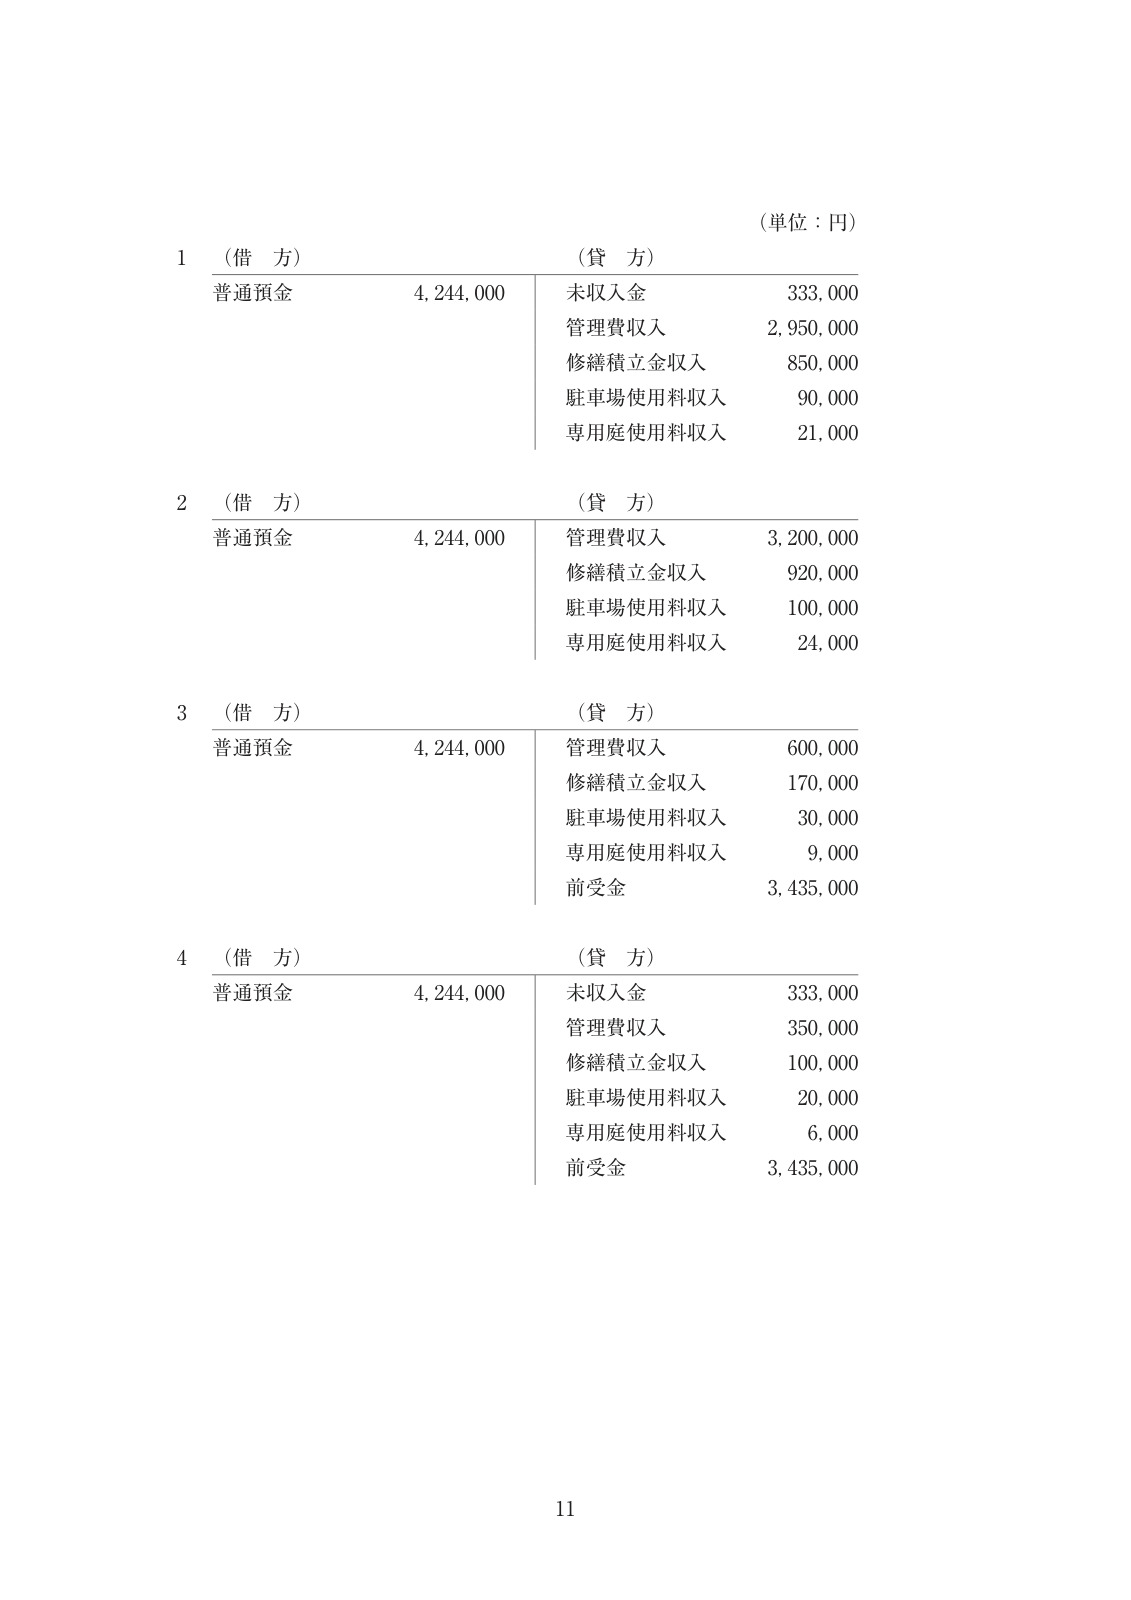 （単位：円）
1 （借　方） （貸　方）
普通預金 4,244,000 未収入金 333,000
管理費収入 2,950,000
修繕積立金収入 850,000
駐車場使用料収入 90,000
専用庭使用料収入 21,000
2 （借　方） （貸　方）
普通預金 4,244,000 管理費収入 3,200,000
修繕積立金収入 920,000
駐車場使用料収入 100,000
専用庭使用料収入 24,000
3 （借　方） （貸　方）
普通預金 4,244,000 管理費収入 600,000
修繕積立金収入 170,000
駐車場使用料収入 30,000
専用庭使用料収入 9,000
前受金 3,435,000
4 （借　方） （貸　方）
普通預金 4,244,000 未収入金 333,000
管理費収入 350,000
修繕積立金収入 100,000
駐車場使用料収入 20,000
専用庭使用料収入 6,000
前受金 3,435,000
11